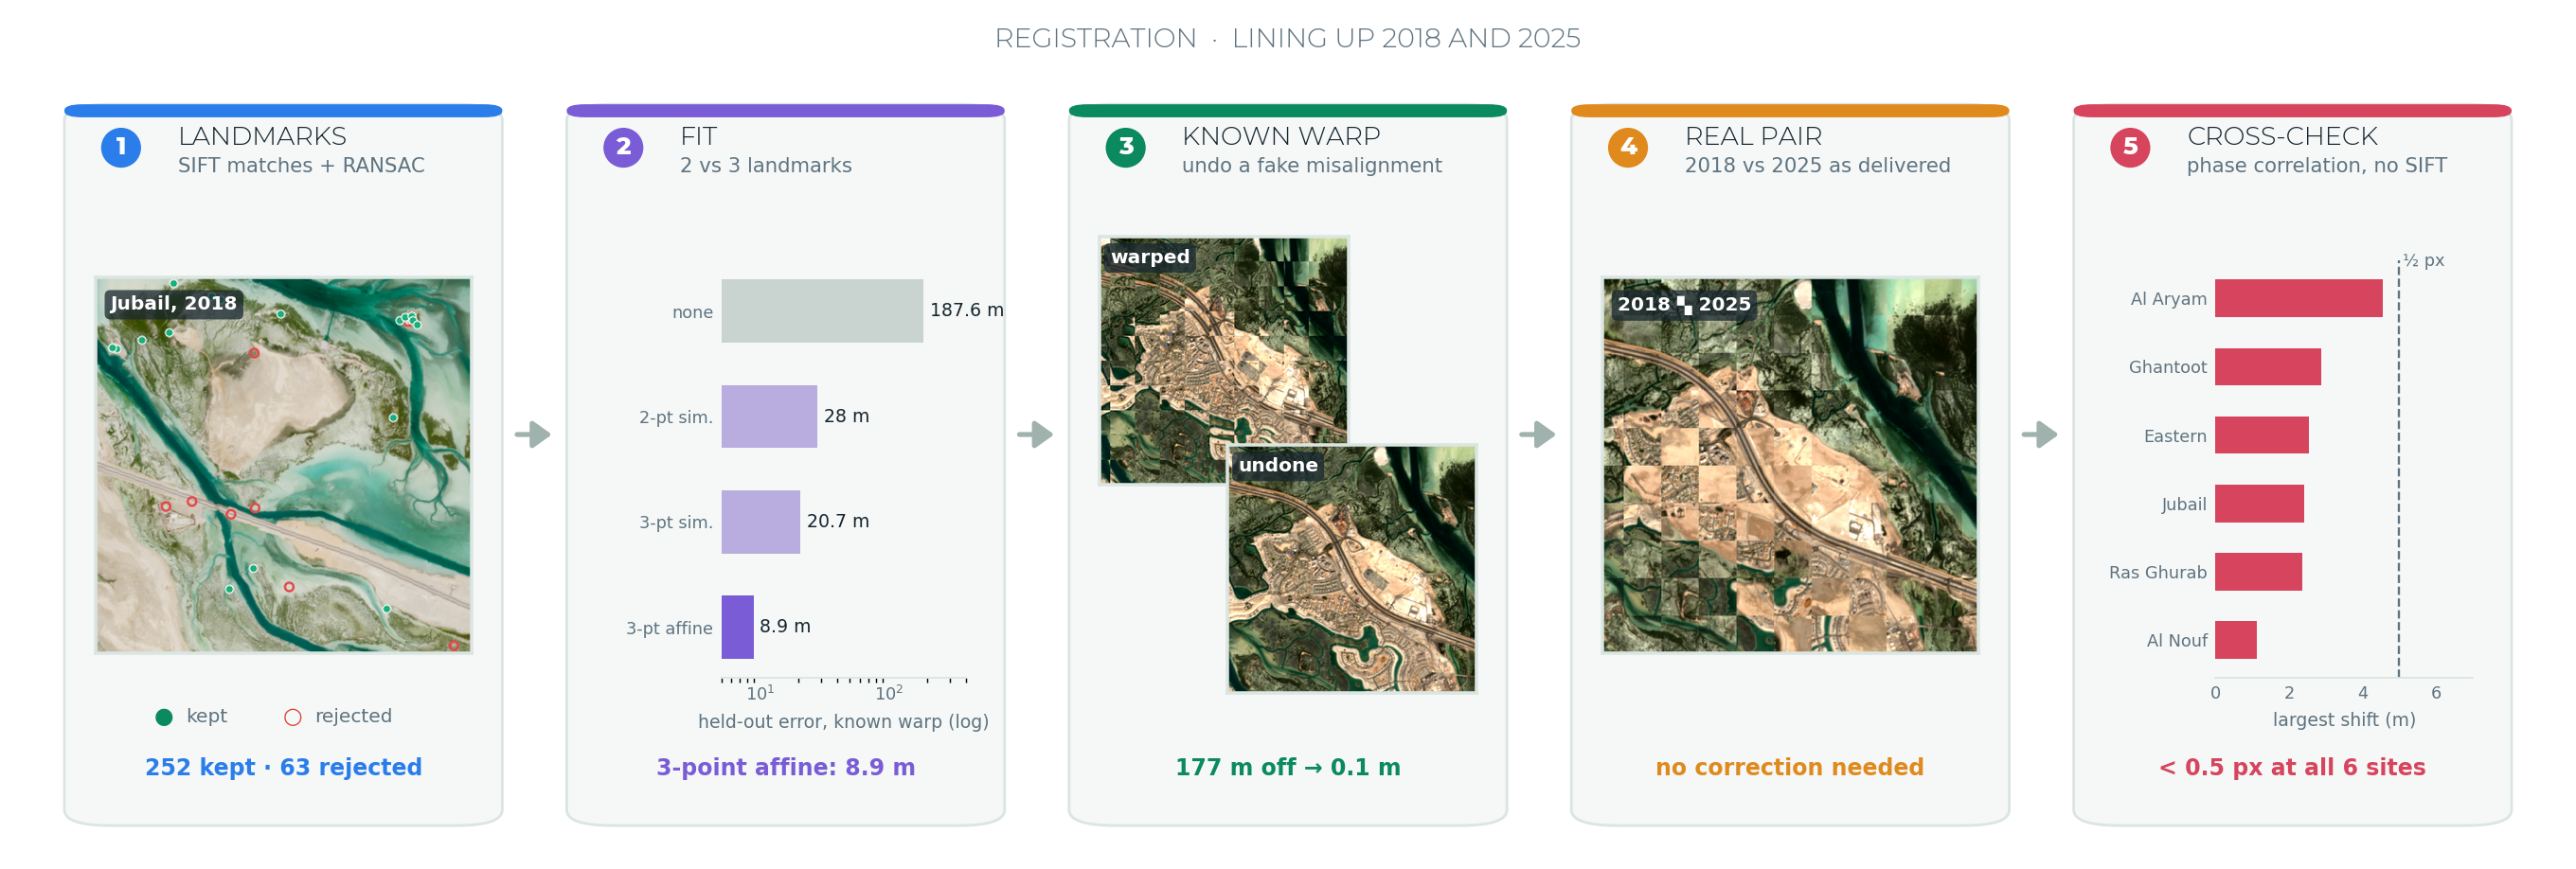 REGISTRATION · LINING UP 2018 AND 2025
1 LANDMARKS
SIFT matches + RANSAC
Jubail, 2018
kept
rejected
252 kept · 63 rejected
2 FIT
2 vs 3 landmarks
none 187.6 m
2-pt sim. 28 m
3-pt sim. 20.7 m
3-pt affine 8.9 m
10¹ 10²
held-out error, known warp (log)
3-point affine: 8.9 m
3 KNOWN WARP
undo a fake misalignment
warped
undone
177 m off → 0.1 m
4 REAL PAIR
2018 vs 2025 as delivered
2018 ▚ 2025
no correction needed
5 CROSS-CHECK
phase correlation, no SIFT
½ px
Al Aryam
Ghantoot
Eastern
Jubail
Ras Ghurab
Al Nouf
0 2 4 6
largest shift (m)
< 0.5 px at all 6 sites